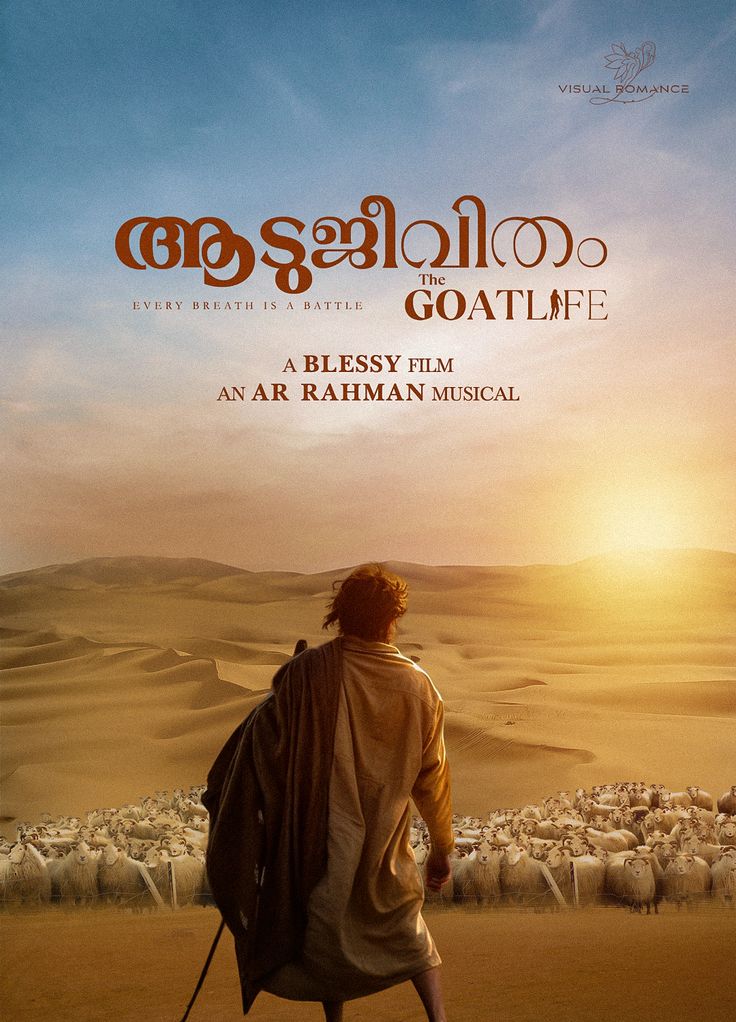 VISUAL ROMANCE
ആടുജീവിതം
EVERY BREATH IS A BATTLE
The
GOATLIFE
A BLESSY FILM
AN AR RAHMAN MUSICAL